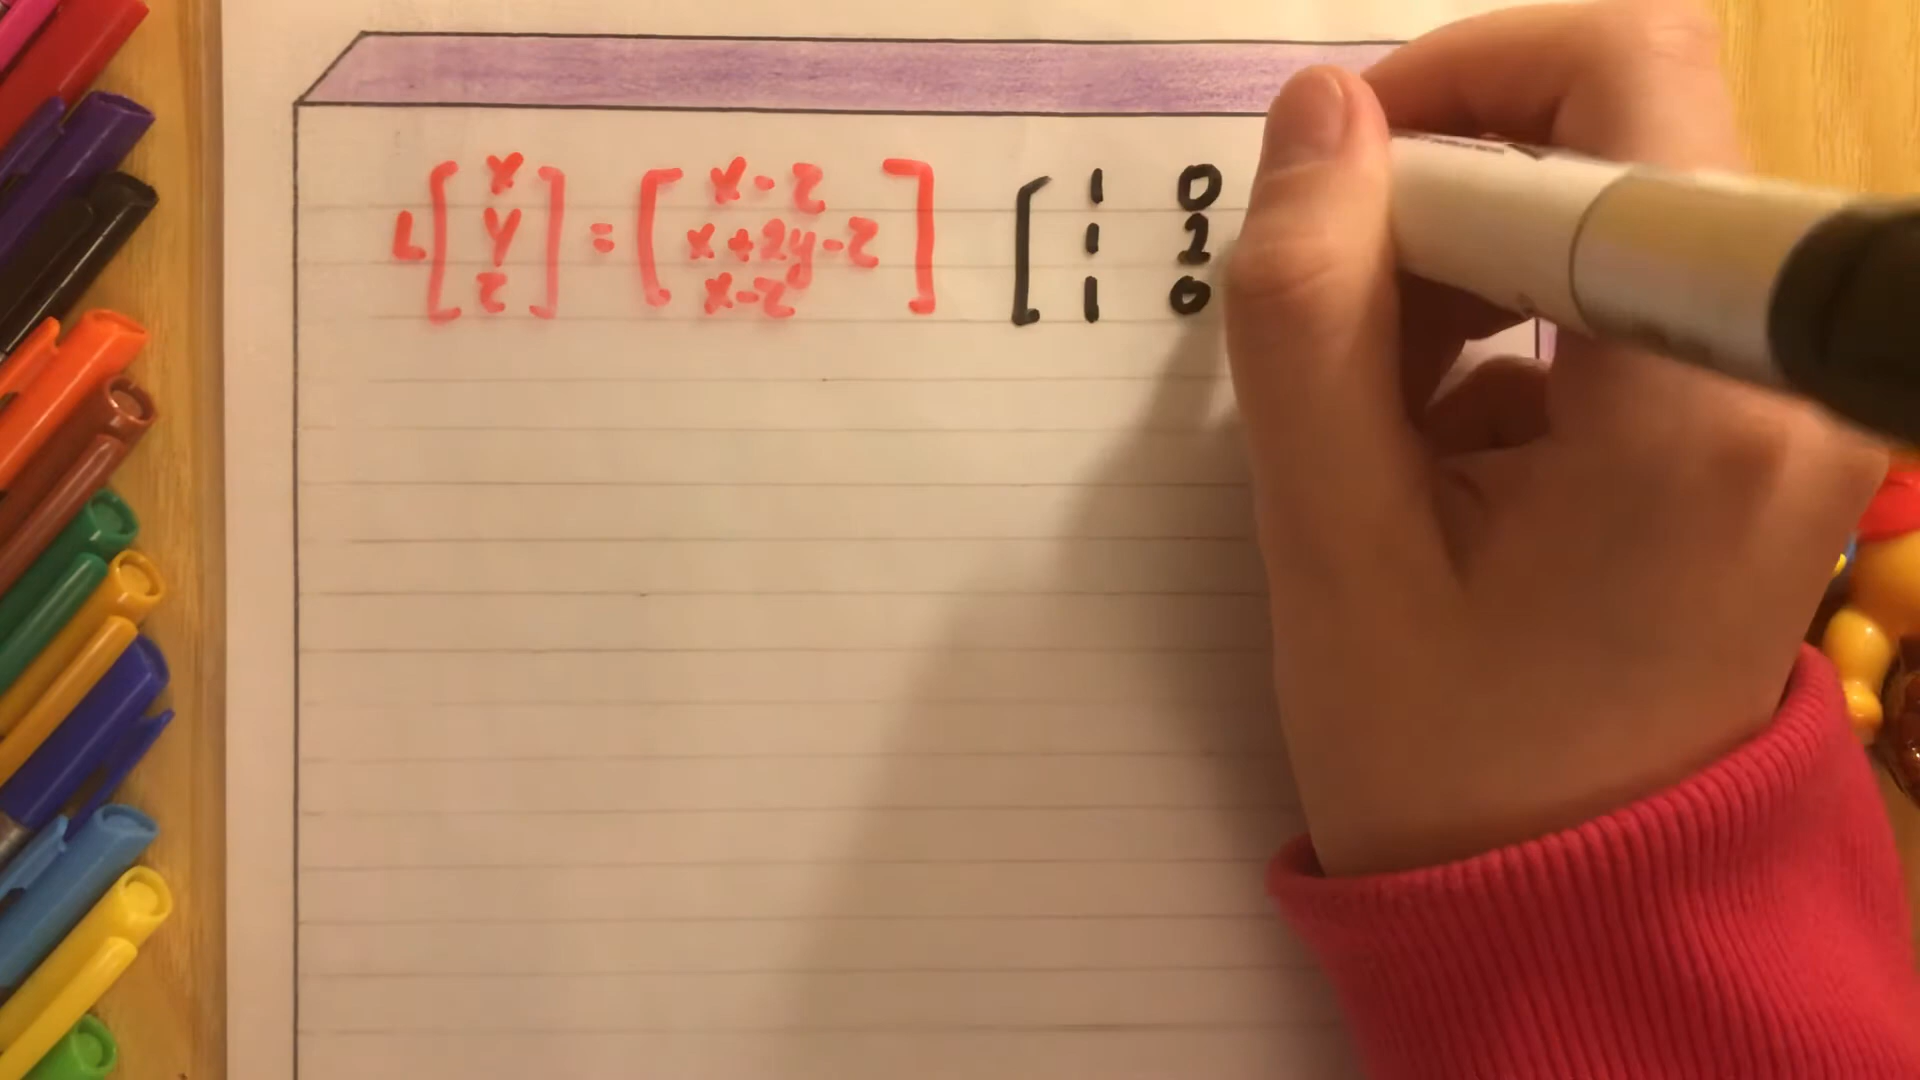 L [x y z] = [x-z x+2y-z x-z]
[1 0
1 2
1 0